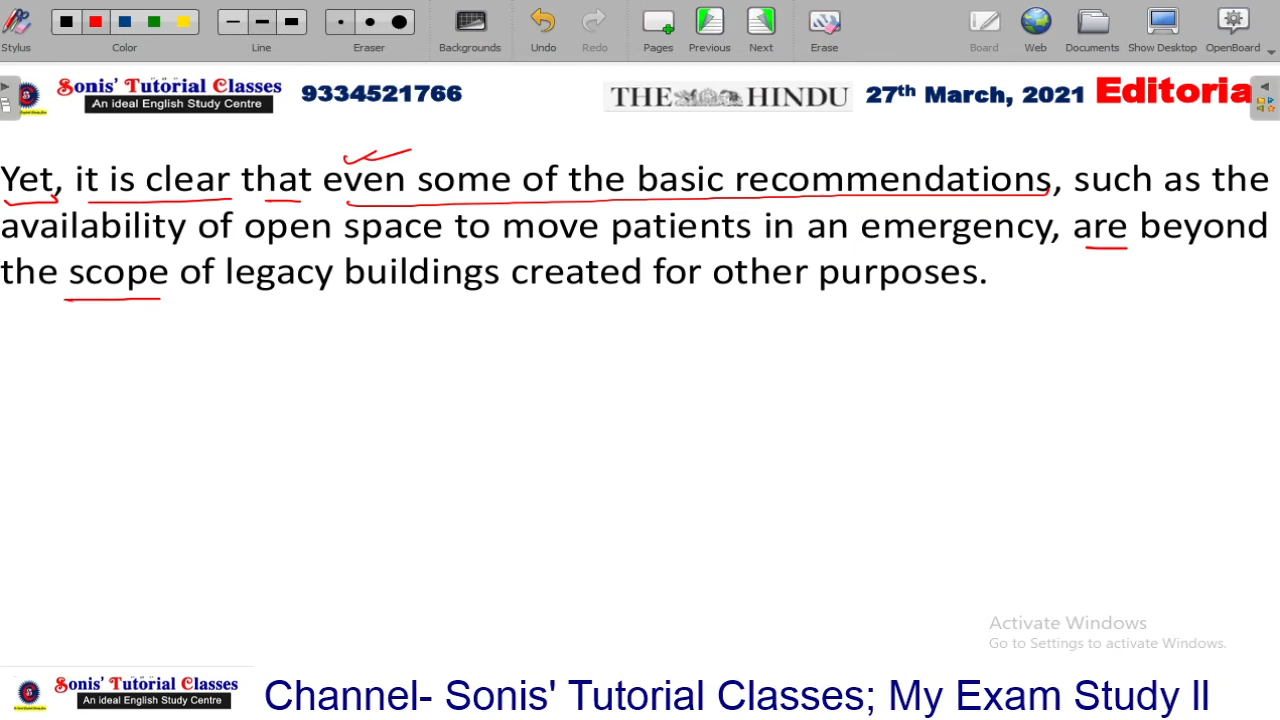 Stylus Color Line Eraser Backgrounds Undo Redo Pages Previous Next Erase Board Web Documents Show Desktop OpenBoard
Sonis' Tutorial Classes
An ideal English Study Centre
9334521766
THE HINDU
27th March, 2021 Editoria
Yet, it is clear that even some of the basic recommendations, such as the
availability of open space to move patients in an emergency, are beyond
the scope of legacy buildings created for other purposes.
Activate Windows
Go to Settings to activate Windows.
Sonis' Tutorial Classes
An ideal English Study Centre
Channel- Sonis' Tutorial Classes; My Exam Study ll